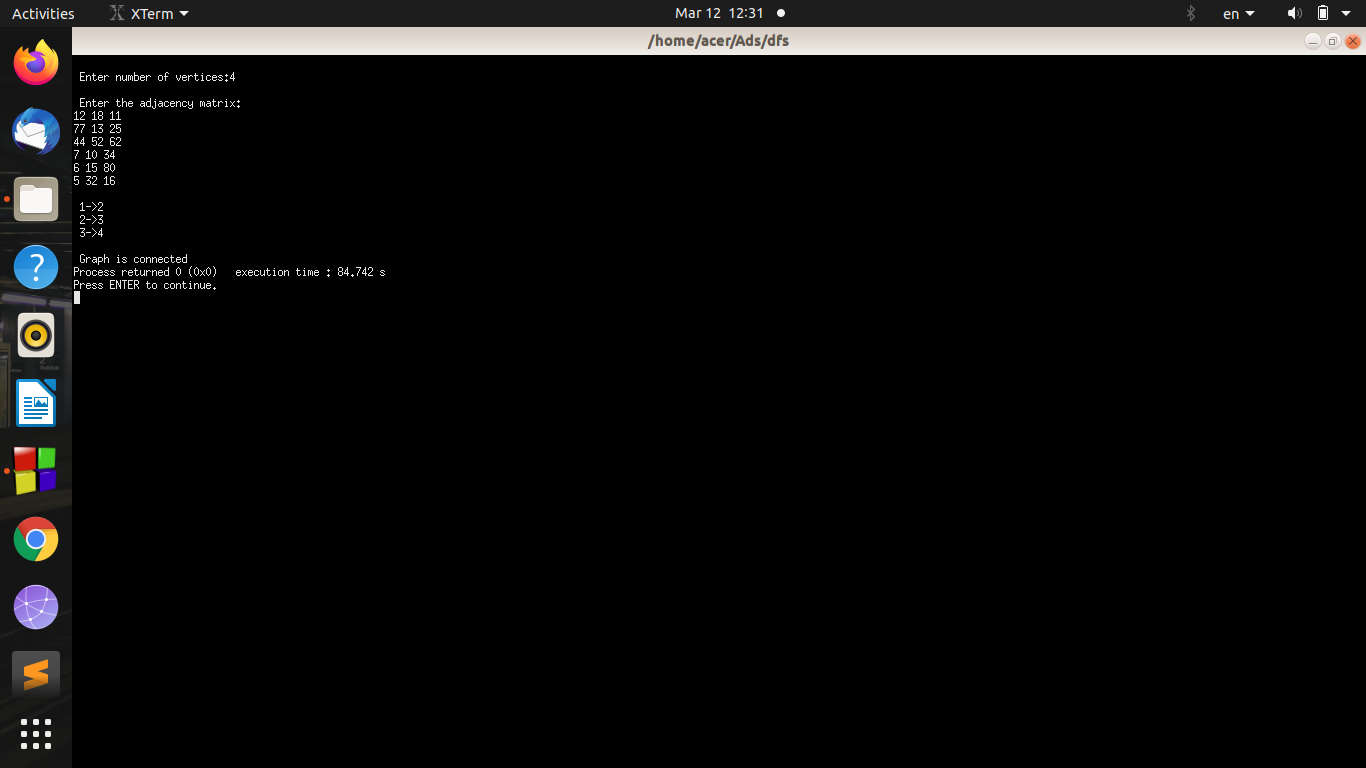 Activities XTerm Mar 12 12:31 en
/home/acer/Ads/dfs
Enter number of vertices:4
Enter the adjacency matrix:
12 18 11
77 13 25
44 52 62
7 10 34
6 15 80
5 32 16
1->2
2->3
3->4
Graph is connected
Process returned 0 (0x0) execution time : 84.742 s
Press ENTER to continue.